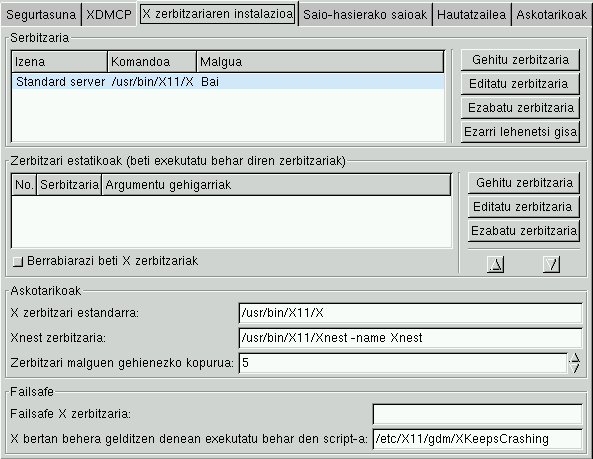 Segurtasuna XDMCP X zerbitzariaren instalazioa Saio-hasierako saioak Hautatzailea Askotarikoak
Serbitzaria
Izena Komandoa Malgua
Standard server /usr/bin/X11/X Bai
Gehitu zerbitzaria
Editatu zerbitzaria
Ezabatu zerbitzaria
Ezarri lehenetsi gisa
Zerbitzari estatikoak (beti exekutatu behar diren zerbitzariak)
No. Serbitzaria Argumentu gehigarriak
Gehitu zerbitzaria
Editatu zerbitzaria
Ezabatu zerbitzaria
Berrabiarazi beti X zerbitzariak
Askotarikoak
X zerbitzari estandarra: /usr/bin/X11/X
Xnest zerbitzaria: /usr/bin/X11/Xnest -name Xnest
Zerbitzari malguen gehienezko kopurua: 5
Failsafe
Failsafe X zerbitzaria:
X bertan behera gelditzen denean exekutatu behar den script-a: /etc/X11/gdm/XKeepsCrashing